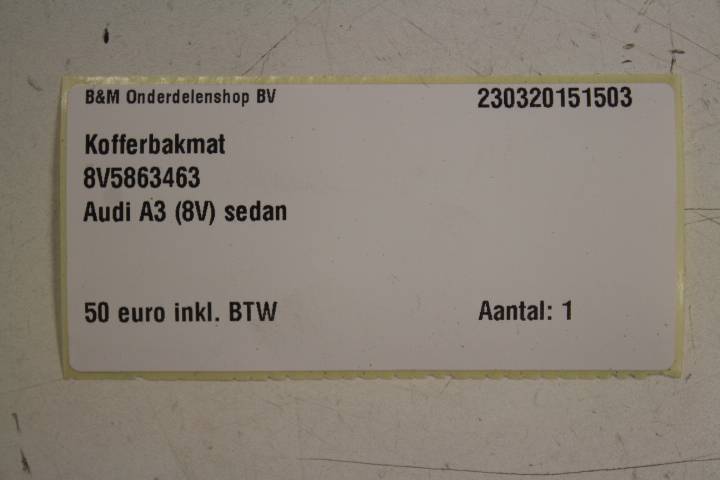 B&M Onderdelenshop BV 230320151503
Kofferbakmat
8V5863463
Audi A3 (8V) sedan
50 euro inkl. BTW Aantal: 1